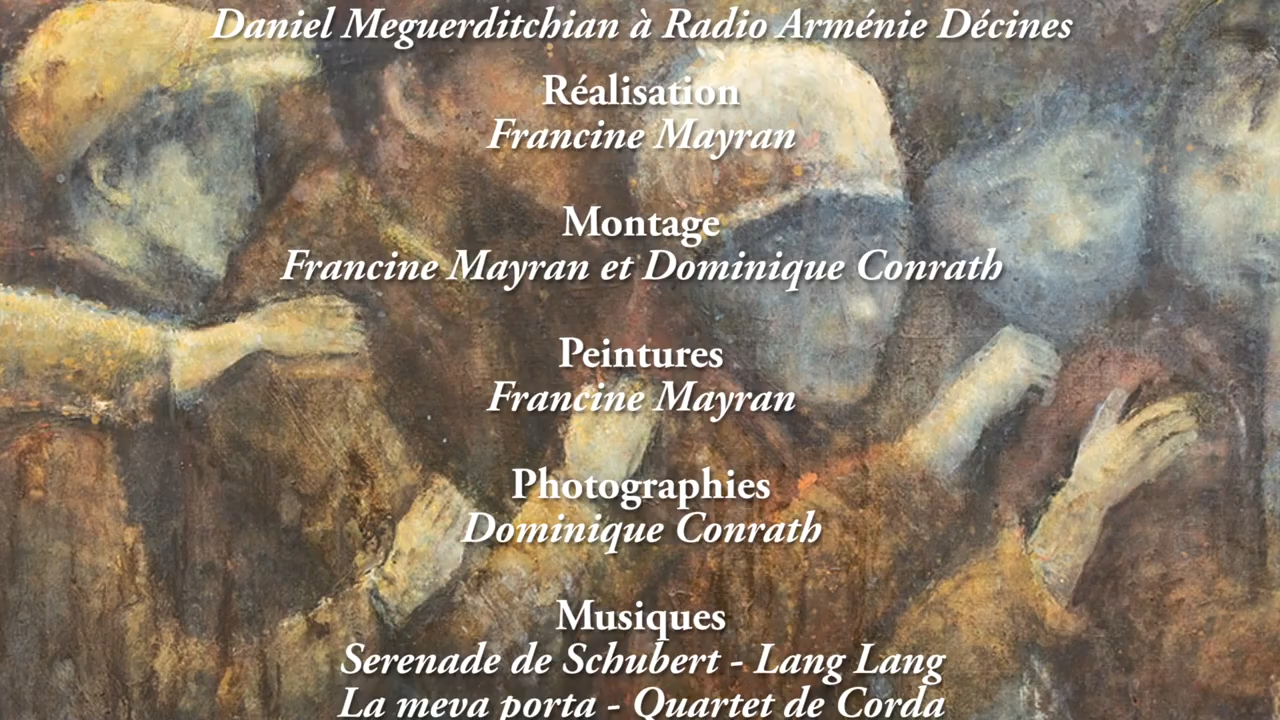 Daniel Meguerditchian à Radio Arménie Décines
Réalisation
Francine Mayran
Montage
Francine Mayran et Dominique Conrath
Peintures
Francine Mayran
Photographies
Dominique Conrath
Musiques
Serenade de Schubert - Lang Lang
La meva porta - Quartet de Corda